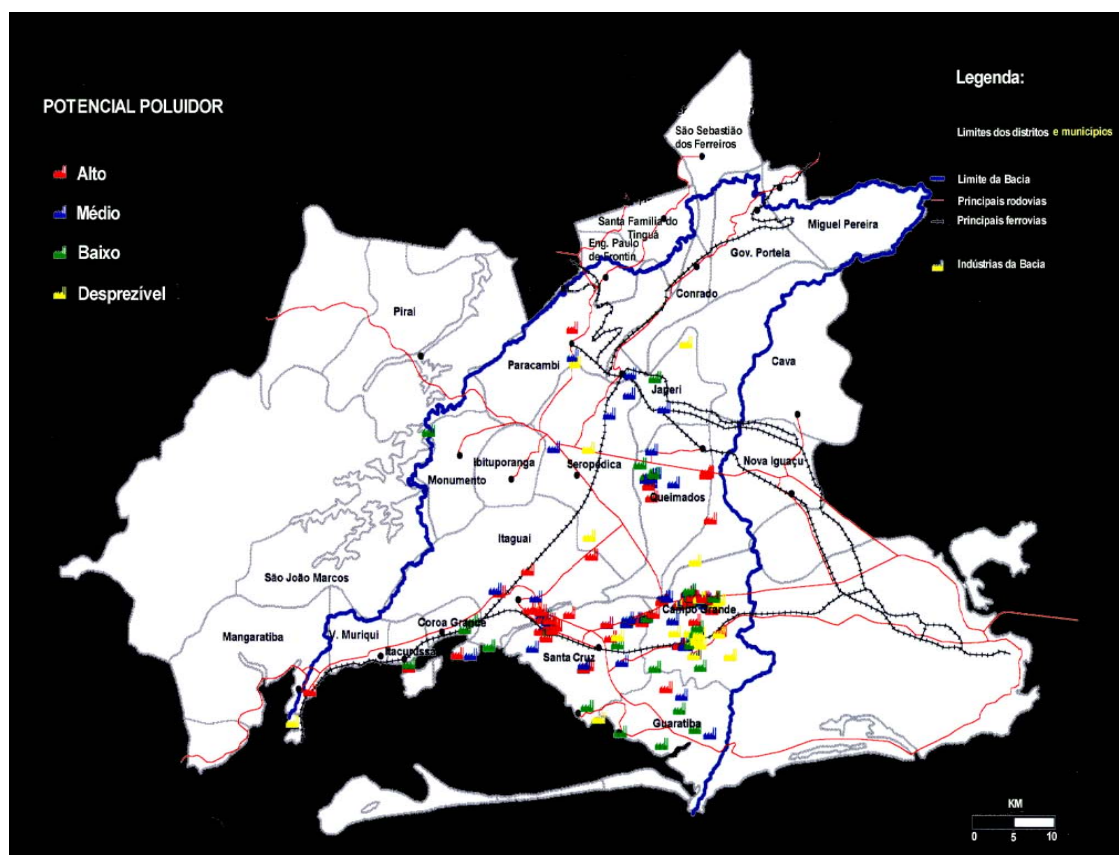 POTENCIAL POLUIDOR
Alto
Médio
Baixo
Desprezível
Legenda:
Limites dos distritos e municípios
Limite da Bacia
Principais rodovias
Principais ferrovias
Indústrias da Bacia
São Sebastião
dos Ferreiros
Santa Família do
Tinguá
Eng. Paulo
de Frontin
Miguel Pereira
Gov. Portela
Conrado
Piraí
Paracambi
Cava
Japeri
Ibituporanga
Seropédica
Nova Iguaçu
Monumento
Queimados
Itaguaí
São João Marcos
Campo Grande
Coroa Grande
Mangaratiba
V. Muriqui
Itacurussá
Santa Cruz
Guaratiba
KM
0 5 10